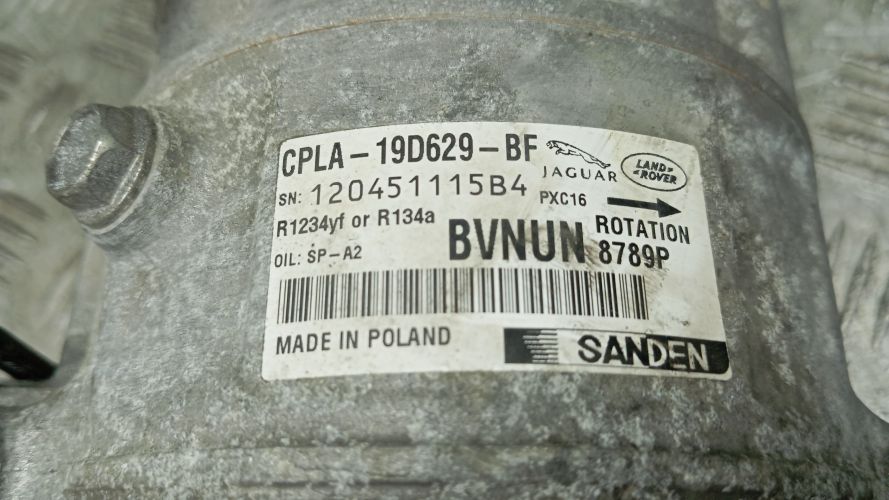 CPLA-19D629-BF
JAGUAR
LAND-
-ROVER
SN: 120451115B4
PXC16
R1234yf or R134a
BVNUN
ROTATION
8789P
OIL: SP-A2
MADE IN POLAND
SANDEN